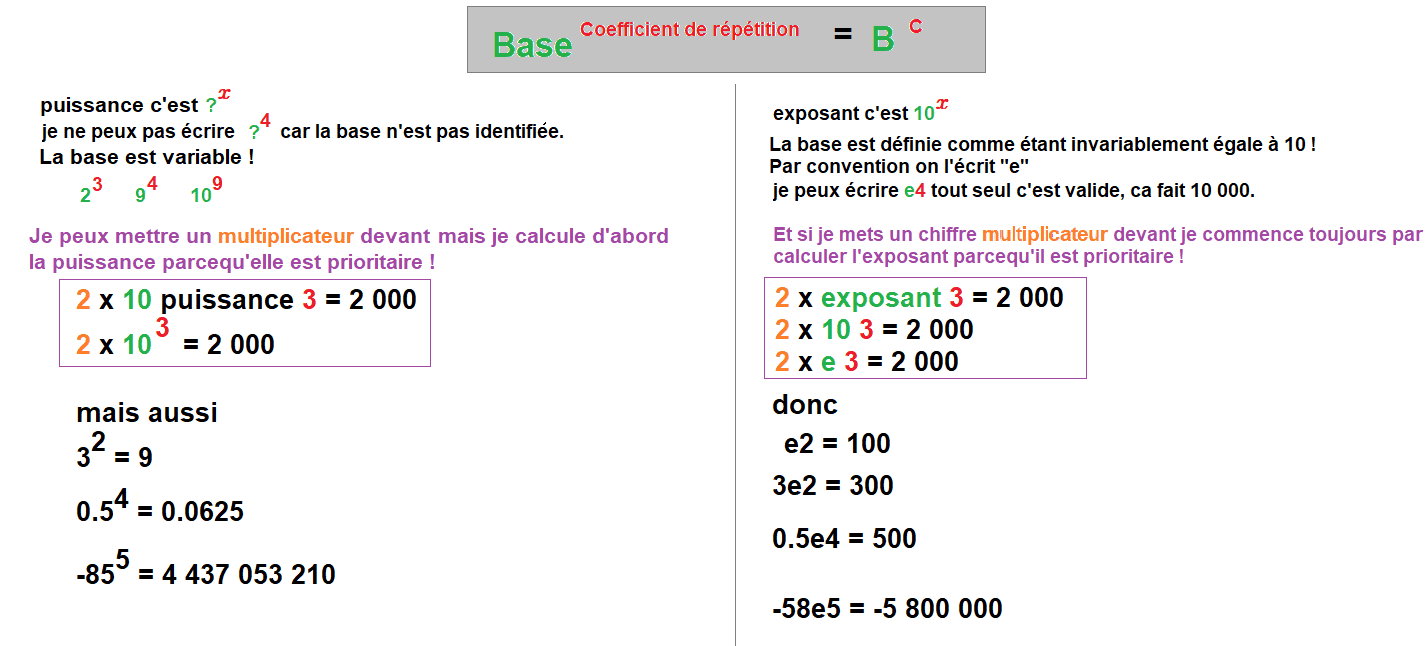 Base Coefficient de répétition = B C
puissance c'est ?x
je ne peux pas écrire ?4 car la base n'est pas identifiée.
La base est variable !
2 3 9 4 10 9
Je peux mettre un multiplicateur devant mais je calcule d'abord
la puissance parcequ'elle est prioritaire !
2 x 10 puissance 3 = 2 000
2 x 10 3 = 2 000
mais aussi
3 2 = 9
0.5 4 = 0.0625
-85 5 = 4 437 053 210
exposant c'est 10x
La base est définie comme étant invariablement égale à 10 !
Par convention on l'écrit "e"
je peux écrire e4 tout seul c'est valide, ca fait 10 000.
Et si je mets un chiffre multiplicateur devant je commence toujours par
calculer l'exposant parcequ'il est prioritaire !
2 x exposant 3 = 2 000
2 x 10 3 = 2 000
2 x e 3 = 2 000
donc
e2 = 100
3e2 = 300
0.5e4 = 500
-58e5 = -5 800 000